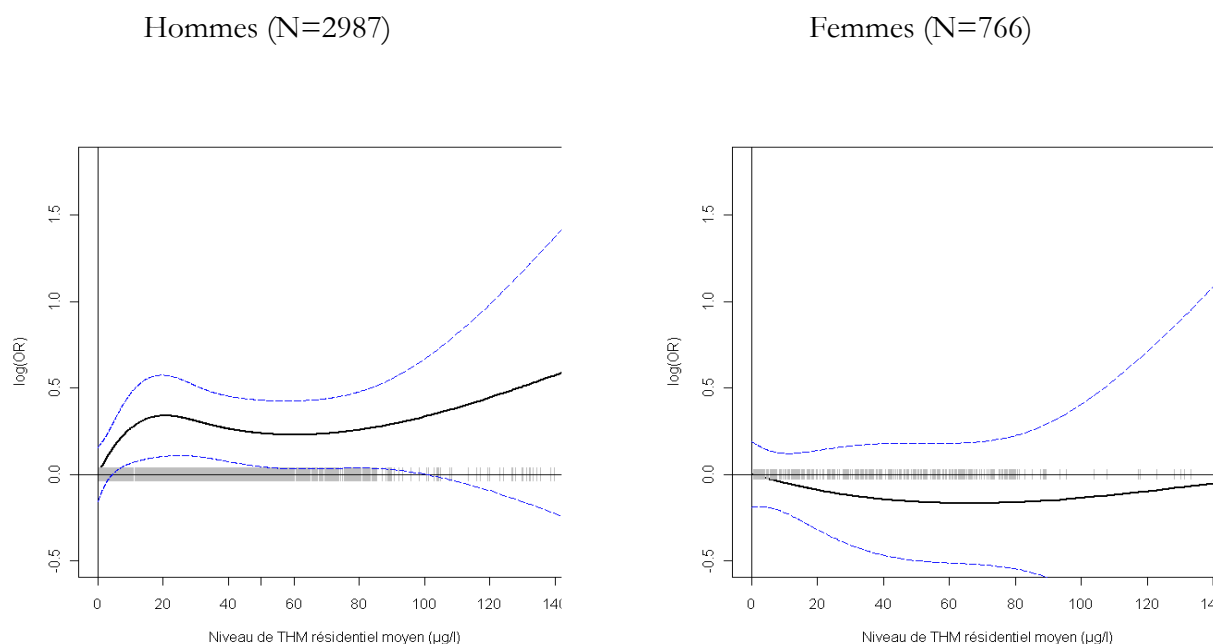 Hommes (N=2987)
Femmes (N=766)
log(OR)
1.5
1.0
0.5
0.0
-0.5
0 20 40 60 80 100 120 140
Niveau de THM résidentiel moyen (µg/l)
log(OR)
1.5
1.0
0.5
0.0
-0.5
0 20 40 60 80 100 120
Niveau de THM résidentiel moyen (µg/l)